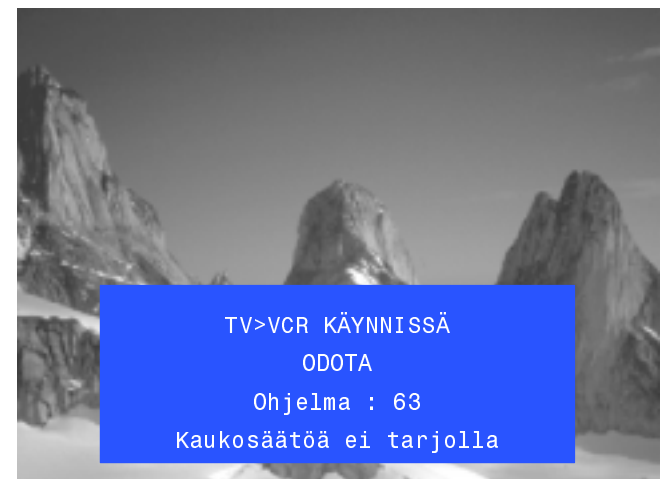 TV>VCR KÄYNNISSÄ
ODOTA
Ohjelma : 63
Kaukosäätöä ei tarjolla